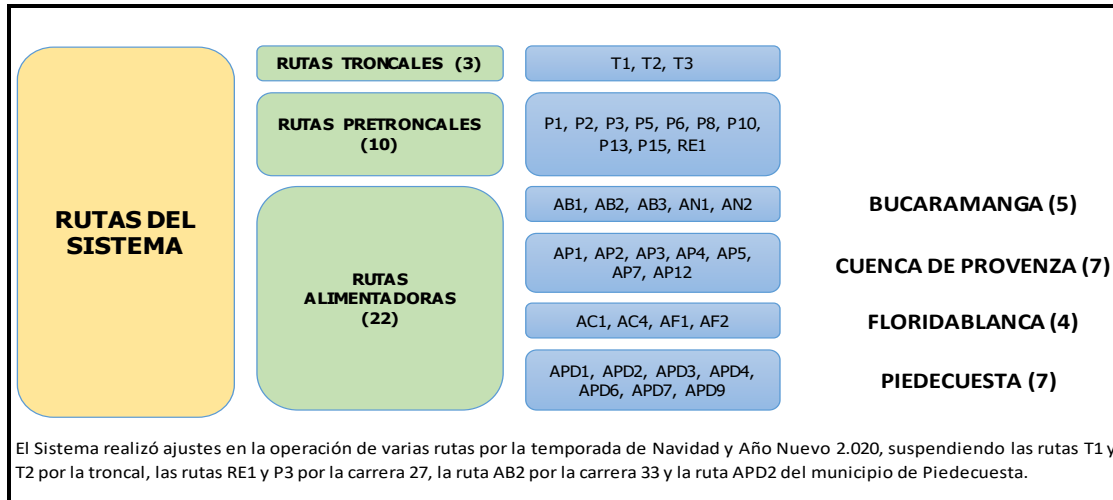 RUTAS DEL
SISTEMA
RUTAS TRONCALES (3)
T1, T2, T3
RUTAS PRETRONCALES
(10)
P1, P2, P3, P5, P6, P8, P10,
P13, P15, RE1
RUTAS
ALIMENTADORAS
(22)
AB1, AB2, AB3, AN1, AN2
BUCARAMANGA (5)
AP1, AP2, AP3, AP4, AP5,
AP7, AP12
CUENCA DE PROVENZA (7)
AC1, AC4, AF1, AF2
FLORIDABLANCA (4)
APD1, APD2, APD3, APD4,
APD6, APD7, APD9
PIEDECUESTA (7)
El Sistema realizó ajustes en la operación de varias rutas por la temporada de Navidad y Año Nuevo 2.020, suspendiendo las rutas T1 y
T2 por la troncal, las rutas RE1 y P3 por la carrera 27, la ruta AB2 por la carrera 33 y la ruta APD2 del municipio de Piedecuesta.